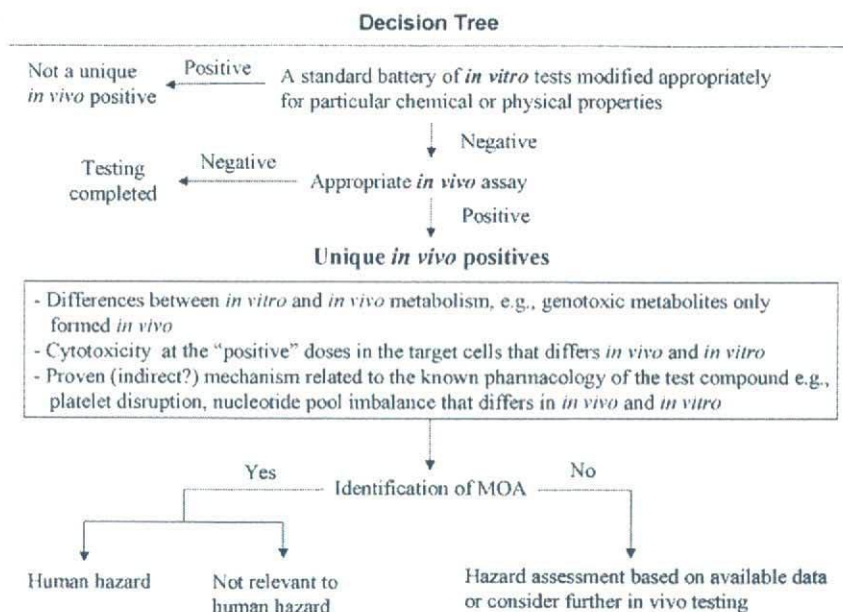 Decision Tree
Not a unique
in vivo positive
Positive
A standard battery of in vitro tests modified appropriately
for particular chemical or physical properties
Negative
Testing
completed
Negative
Appropriate in vivo assay
Positive
Unique in vivo positives
- Differences between in vitro and in vivo metabolism, e.g., genotoxic metabolites only
formed in vivo
- Cytotoxicity at the “positive” doses in the target cells that differs in vivo and in vitro
- Proven (indirect?) mechanism related to the known pharmacology of the test compound e.g.,
platelet disruption, nucleotide pool imbalance that differs in in vivo and in vitro
Yes
Identification of MOA
No
Human hazard
Not relevant to
human hazard
Hazard assessment based on available data
or consider further in vivo testing